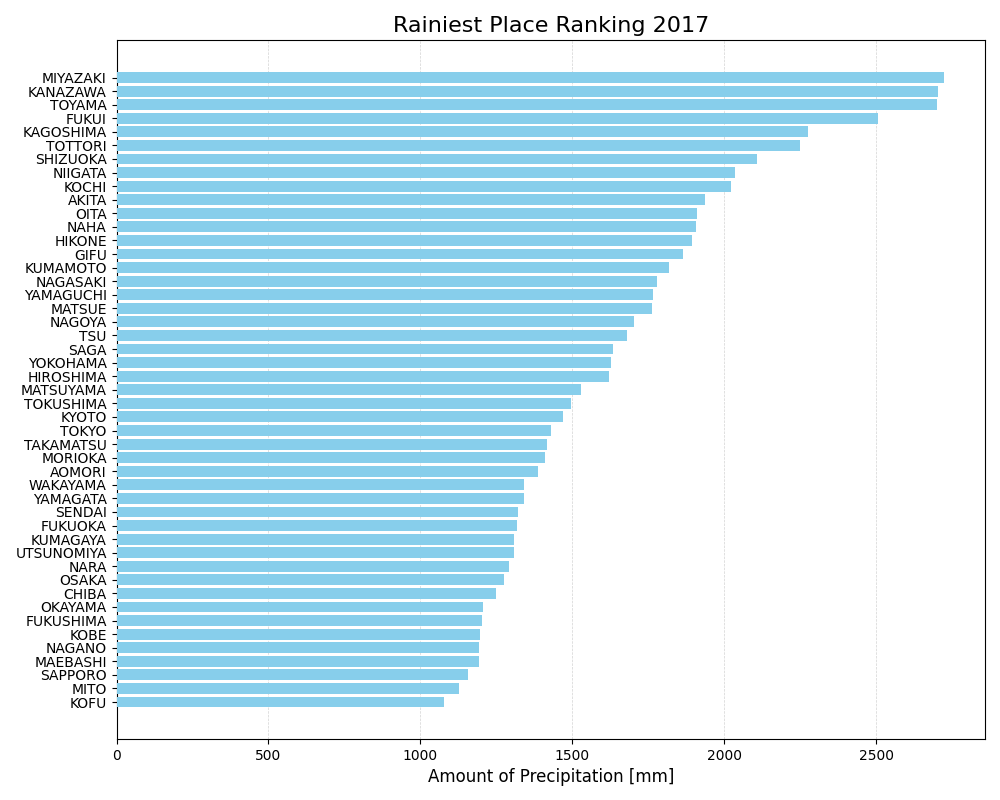 Rainiest Place Ranking 2017
MIYAZAKI
KANAZAWA
TOYAMA
FUKUI
KAGOSHIMA
TOTTORI
SHIZUOKA
NIIGATA
KOCHI
AKITA
OITA
NAHA
HIKONE
GIFU
KUMAMOTO
NAGASAKI
YAMAGUCHI
MATSUE
NAGOYA
TSU
SAGA
YOKOHAMA
HIROSHIMA
MATSUYAMA
TOKUSHIMA
KYOTO
TOKYO
TAKAMATSU
MORIOKA
AOMORI
WAKAYAMA
YAMAGATA
SENDAI
FUKUOKA
KUMAGAYA
UTSUNOMIYA
NARA
OSAKA
CHIBA
OKAYAMA
FUKUSHIMA
KOBE
NAGANO
MAEBASHI
SAPPORO
MITO
KOFU
0 500 1000 1500 2000 2500
Amount of Precipitation [mm]